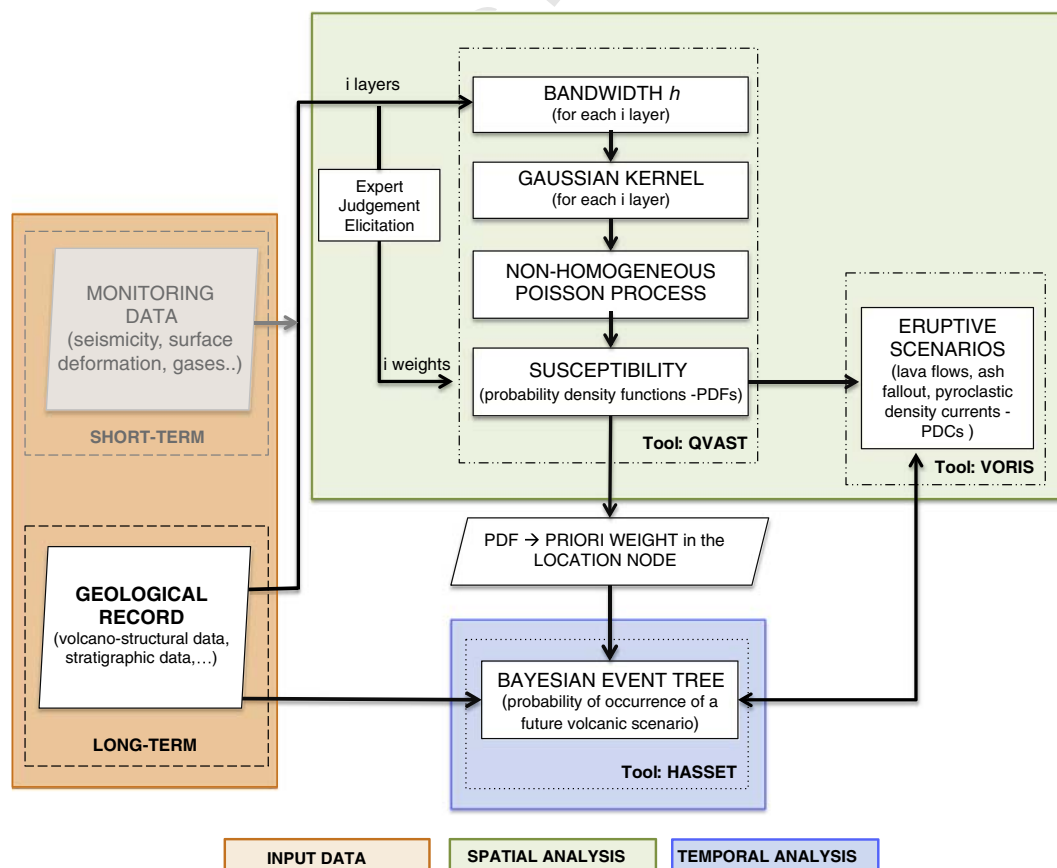 i layers
BANDWIDTH h
(for each i layer)
Expert
Judgement
Elicitation
GAUSSIAN KERNEL
(for each i layer)
NON-HOMOGENEOUS
POISSON PROCESS
i weights
SUSCEPTIBILITY
(probability density functions -PDFs)
Tool: QVAST
MONITORING
DATA
(seismicity, surface
deformation, gases..)
SHORT-TERM
ERUPTIVE
SCENARIOS
(lava flows, ash
fallout, pyroclastic
density currents -
PDCs )
Tool: VORIS
PDF → PRIORI WEIGHT in the
LOCATION NODE
GEOLOGICAL
RECORD
(volcano-structural data,
stratigraphic data,...)
LONG-TERM
BAYESIAN EVENT TREE
(probability of occurrence of a
future volcanic scenario)
Tool: HASSET
INPUT DATA
SPATIAL ANALYSIS
TEMPORAL ANALYSIS